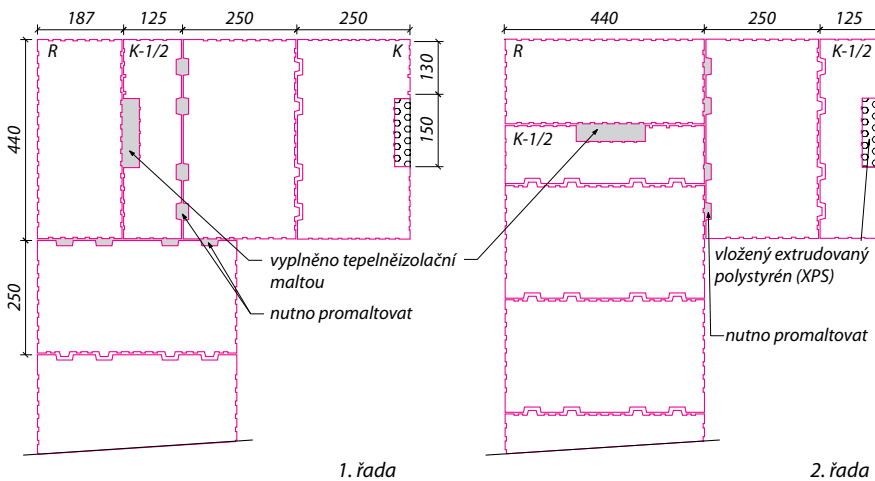 187 125 250 250
R K-1/2 K
130
150
440
250
vyplněno tepelněizolační
maltou
nutno promaltovat
1. řada
440 250 125
R K-1/2
K-1/2
vložený extrudovaný
polystyrén (XPS)
nutno promaltovat
2. řada